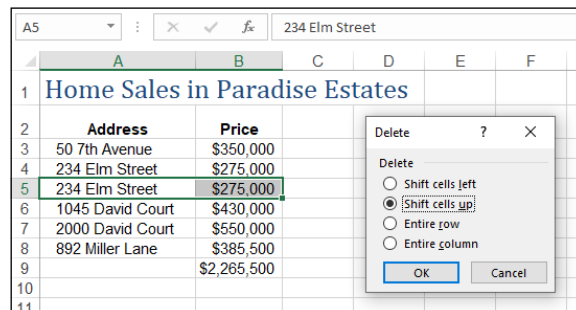 A5 fx 234 Elm Street
A B C D E F
1 Home Sales in Paradise Estates
2 Address Price
3 50 7th Avenue $350,000
4 234 Elm Street $275,000
5 234 Elm Street $275,000
6 1045 David Court $430,000
7 2000 David Court $550,000
8 892 Miller Lane $385,500
9 $2,265,500
10
11
Delete ? X
Delete
Shift cells left
Shift cells up
Entire row
Entire column
OK Cancel